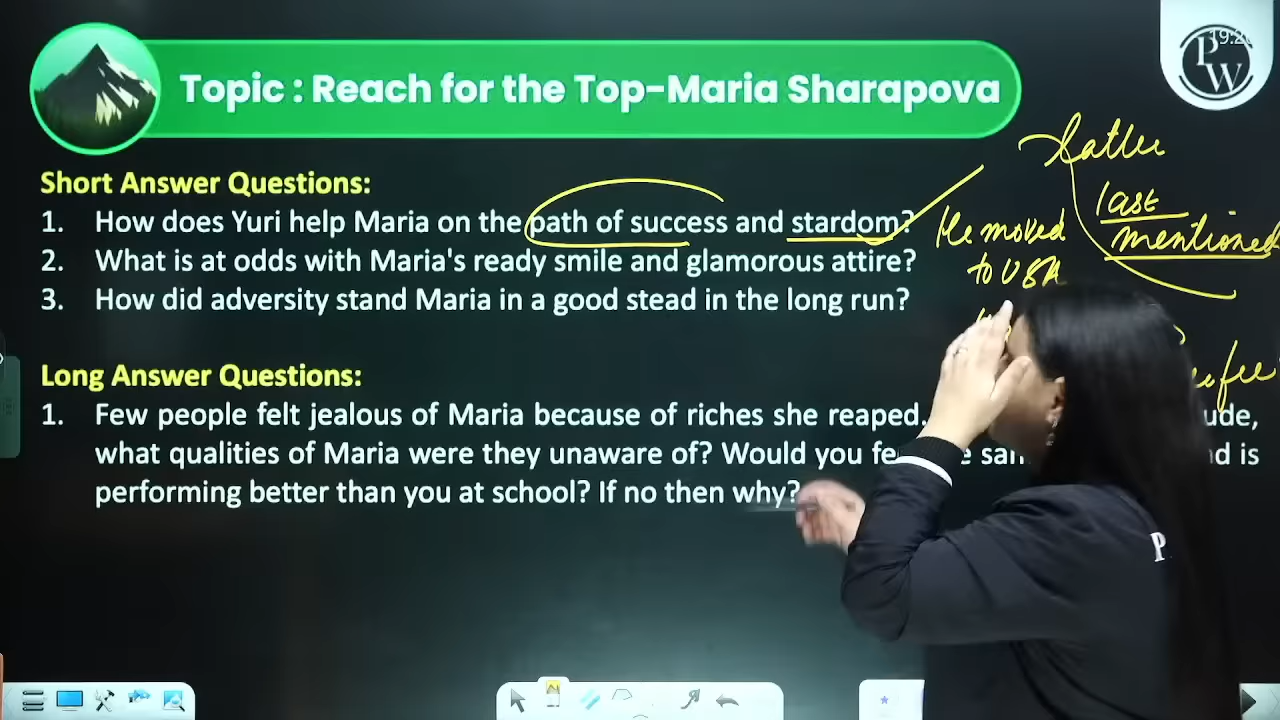 19:2
PW
Topic : Reach for the Top-Maria Sharapova
Short Answer Questions:
1. How does Yuri help Maria on the path of success and stardom?
2. What is at odds with Maria's ready smile and glamorous attire?
3. How did adversity stand Maria in a good stead in the long run?
last
mentioned
He moved
to USA
Long Answer Questions:
1. Few people felt jealous of Maria because of riches she reaped.
what qualities of Maria were they unaware of? Would you is
performing better than you at school? If no then why?
P